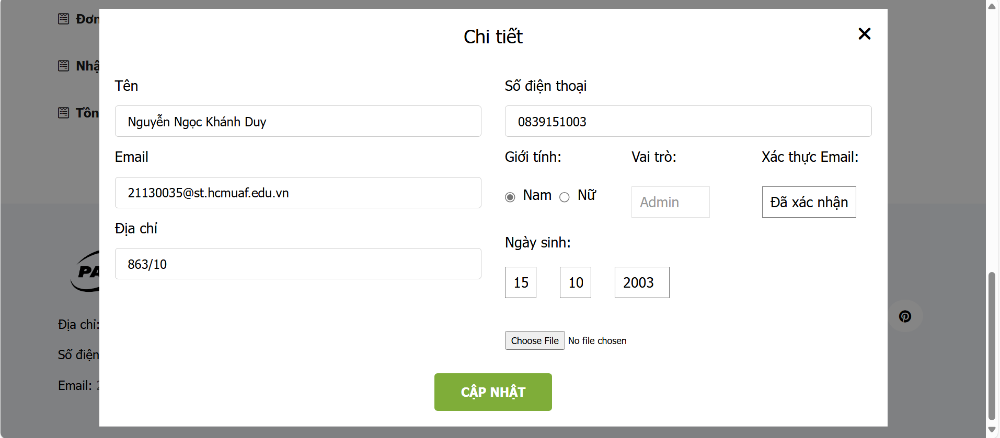 Chi tiết
Đơn
Nhậ
Tồn
Tên
Nguyễn Ngọc Khánh Duy
Email
21130035@st.hcmuaf.edu.vn
Địa chỉ
863/10
Số điện thoại
0839151003
Giới tính:
Nam
Nữ
Vai trò:
Admin
Xác thực Email:
Đã xác nhận
Ngày sinh:
15 10 2003
Choose File No file chosen
CẬP NHẬT
PA
Địa chỉ:
Số điện
Email: 2